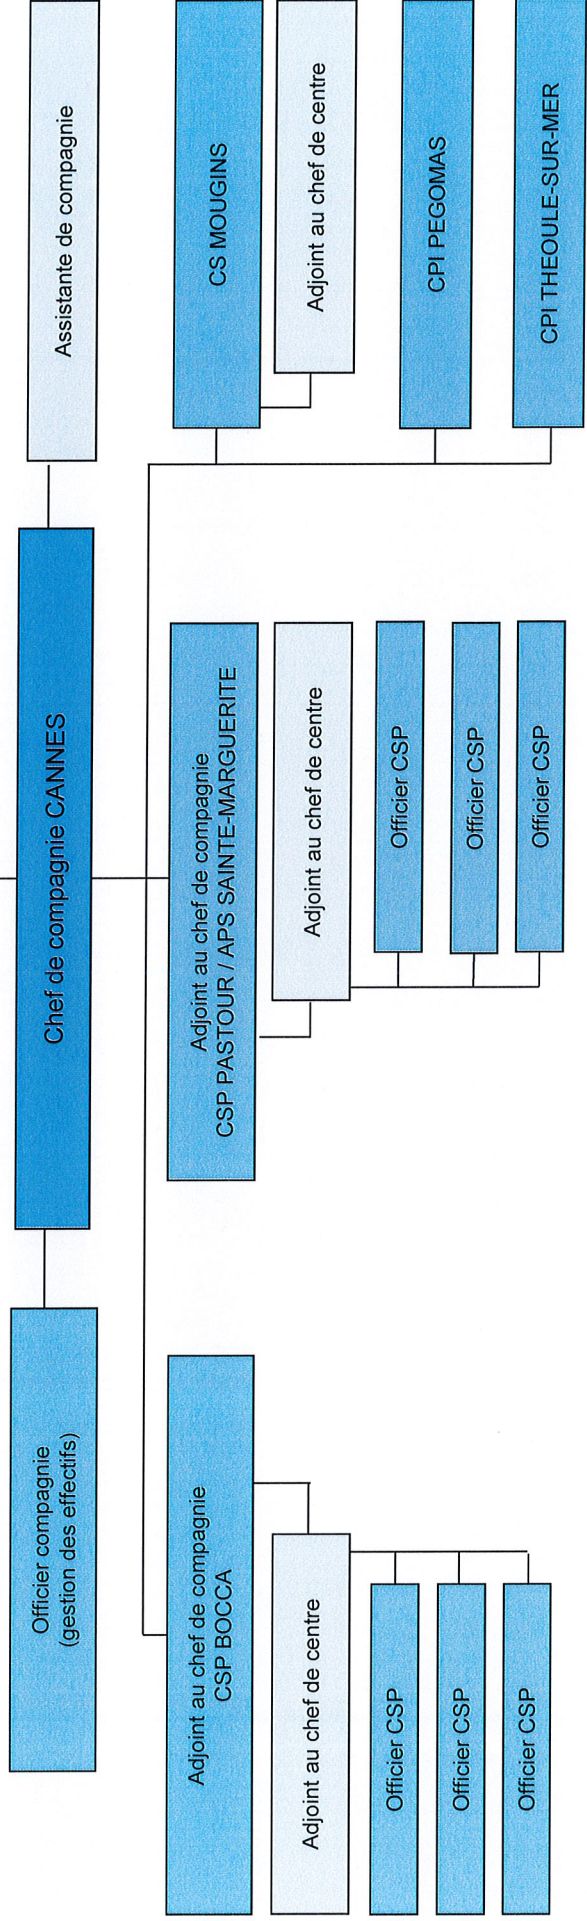 Chef de compagnie CANNES
Officier compagnie
(gestion des effectifs)
Assistante de compagnie
Adjoint au chef de compagnie
CSP BOCCA
Adjoint au chef de centre
Officier CSP
Officier CSP
Officier CSP
Adjoint au chef de compagnie
CSP PASTOUR / APS SAINTE-MARGUERITE
Adjoint au chef de centre
Officier CSP
Officier CSP
Officier CSP
CS MOUGINS
Adjoint au chef de centre
CPI PEGOMAS
CPI THEOULE-SUR-MER